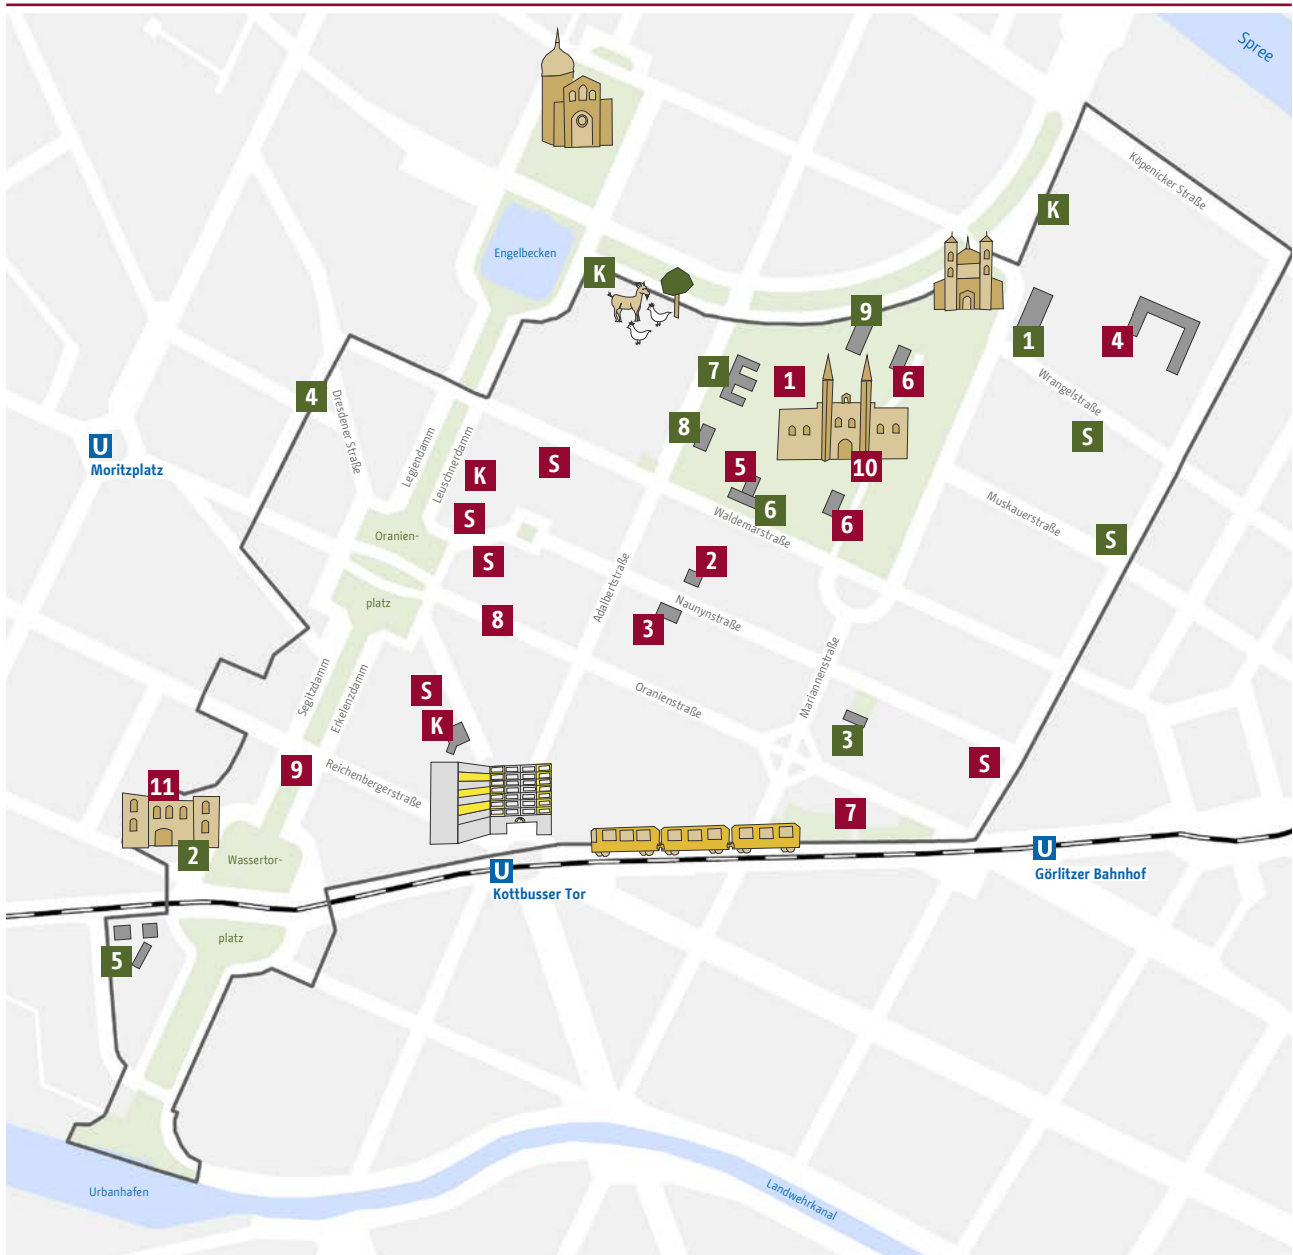 Spree
Köpenicker Straße
K
Engelbecken
K
9
1
4
1
6
7
Wrangelstraße
4
Dresdener Straße
8
S
U
Moritzplatz
Legiendamm
Leuschnerdamm
K
S
5
10
6
6
Muskauerstraße
S
S
Oranien-
Waldemarstraße
S
2
Adalbertstraße
platz
Naunynstraße
8
3
Mariannenstraße
Segitzdamm
Erkelenzdamm
S
Oranienstraße
K
3
S
9
Reichenbergerstraße
11
7
2
Wassertor-
U
Kottbusser Tor
U
Görlitzer Bahnhof
platz
5
Urbanhafen
Landwehrkanal